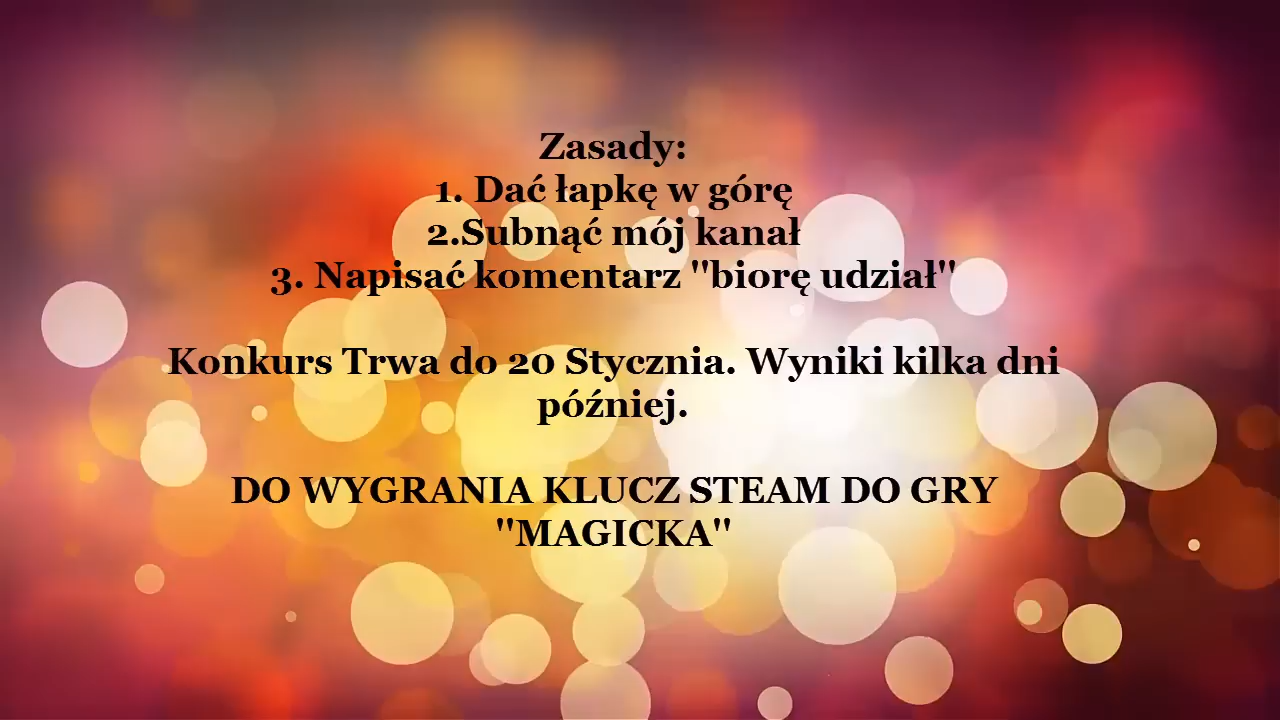 Zasady:
1. Dać łapkę w górę
2.Subnąć mój kanał
3. Napisać komentarz "biorę udział"
Konkurs Trwa do 20 Stycznia. Wyniki kilka dni
później.
DO WYGRANIA KLUCZ STEAM DO GRY
"MAGICKA"